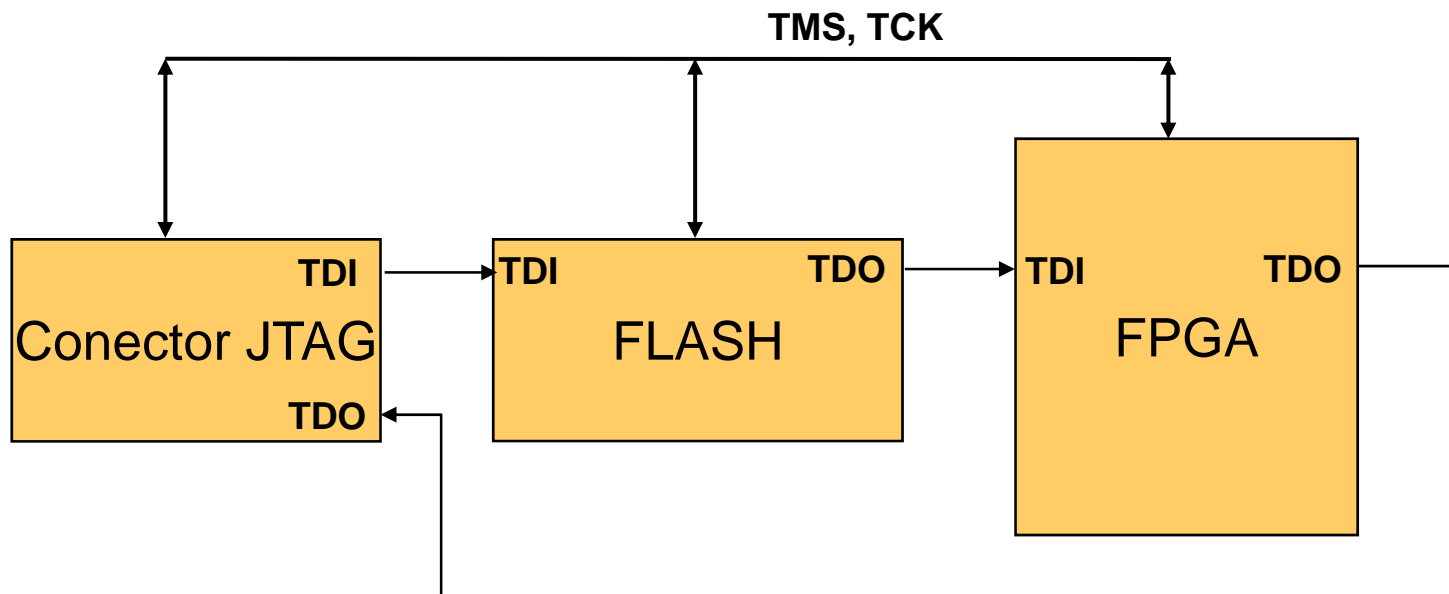 TMS, TCK
TDI
Conector JTAG
TDO
TDI
TDO
FLASH
TDI
TDO
FPGA